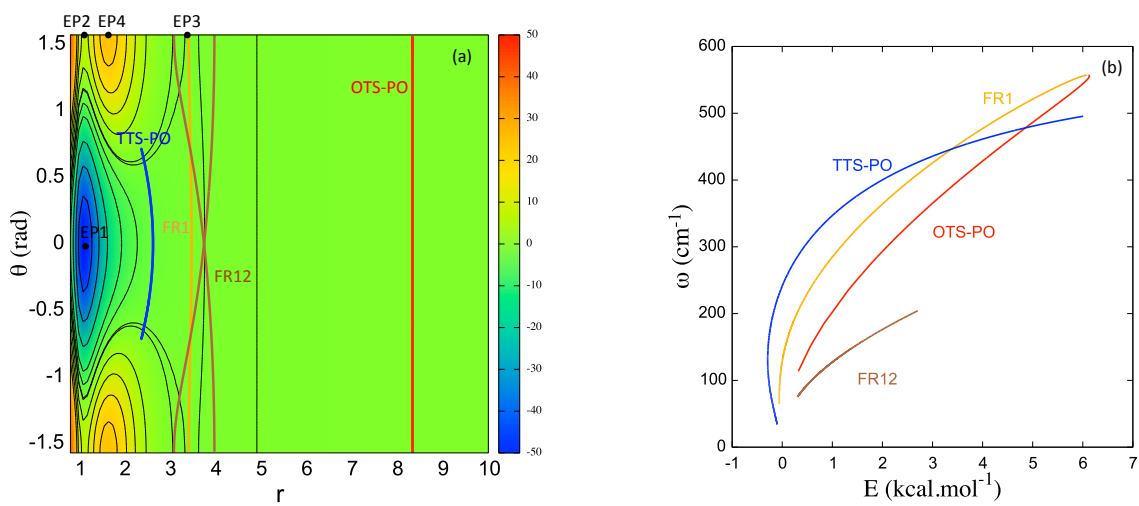 EP2 EP4 EP3
(a)
OTS-PO
TTS-PO
EP1
FR1
FR12
θ (rad)
1.5
1
0.5
0
-0.5
-1
-1.5
1 2 3 4 5 6 7 8 9 10
r
50
40
30
20
10
0
-10
-20
-30
-40
-50
(b)
FR1
TTS-PO
OTS-PO
FR12
ω (cm-1)
600
500
400
300
200
100
0
-1 0 1 2 3 4 5 6 7
E (kcal.mol-1)